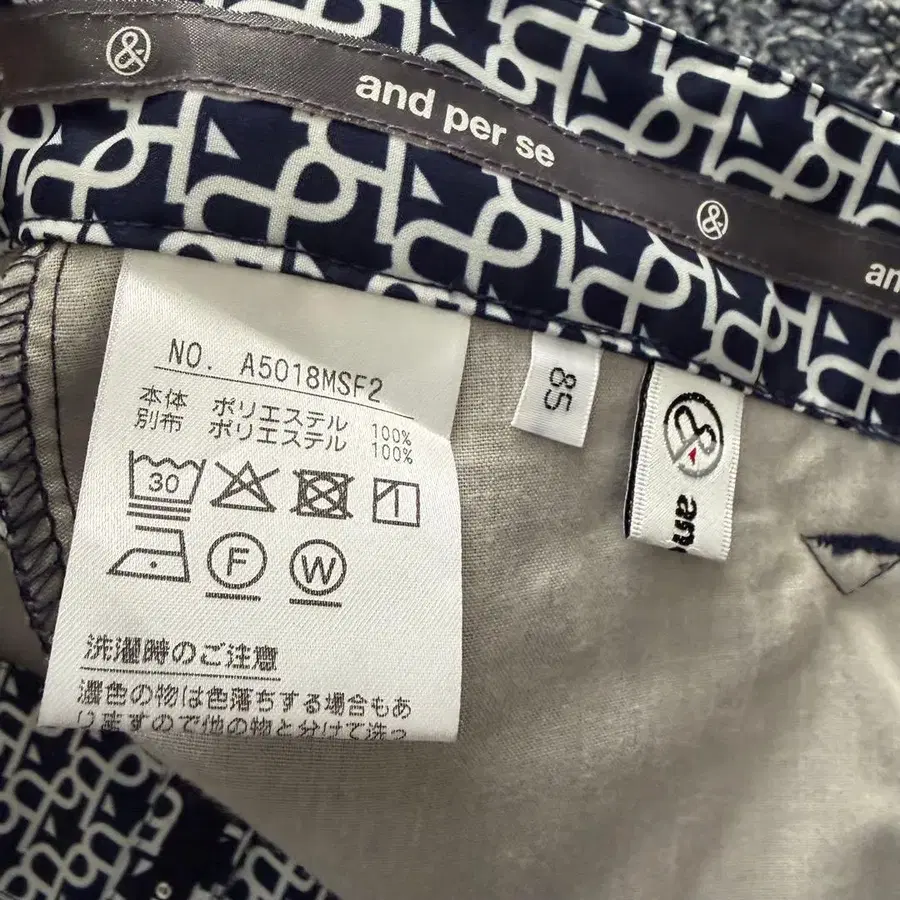 &
and per se
&
an
NO. A5018MSF2
本体 ポリエステル 100%
別布 ポリエステル 100%
30
F W
洗濯時のご注意
濃色の物は色落ちする場合もあ
りますので他の物と分けて洗っ
85
&
an